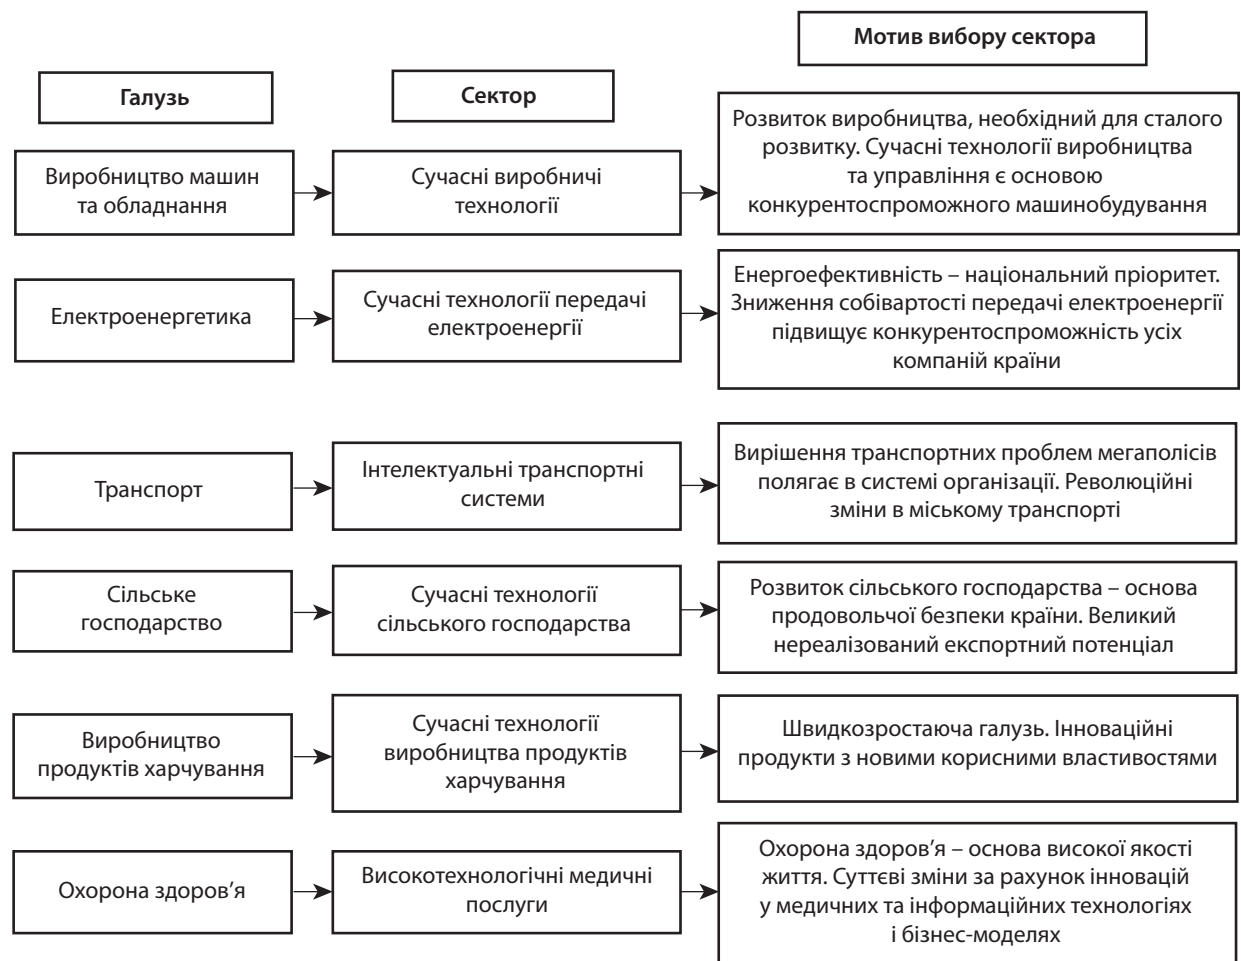 Мотив вибору сектора
Галузь
Сектор
Виробництво машин
та обладнання
Сучасні виробничі
технології
Розвиток виробництва, необхідний для сталого
розвитку. Сучасні технології виробництва
та управління є основою
конкурентоспроможного машинобудування
Електроенергетика
Сучасні технології передачі
електроенергії
Енергоефективність – національний пріоритет.
Зниження собівартості передачі електроенергії
підвищує конкурентоспроможність усіх
компаній країни
Транспорт
Інтелектуальні транспортні
системи
Вирішення транспортних проблем мегаполісів
полягає в системі організації. Революційні
зміни в міському транспорті
Сільське
господарство
Сучасні технології
сільського господарства
Розвиток сільського господарства – основа
продовольчої безпеки країни. Великий
нереалізований експортний потенціал
Виробництво
продуктів харчування
Сучасні технології
виробництва продуктів
харчування
Швидкозростаюча галузь. Інноваційні
продукти з новими корисними властивостями
Охорона здоров’я
Високотехнологічні медичні
послуги
Охорона здоров’я – основа високої якості
життя. Суттєві зміни за рахунок інновацій
у медичних та інформаційних технологіях
і бізнес-моделях